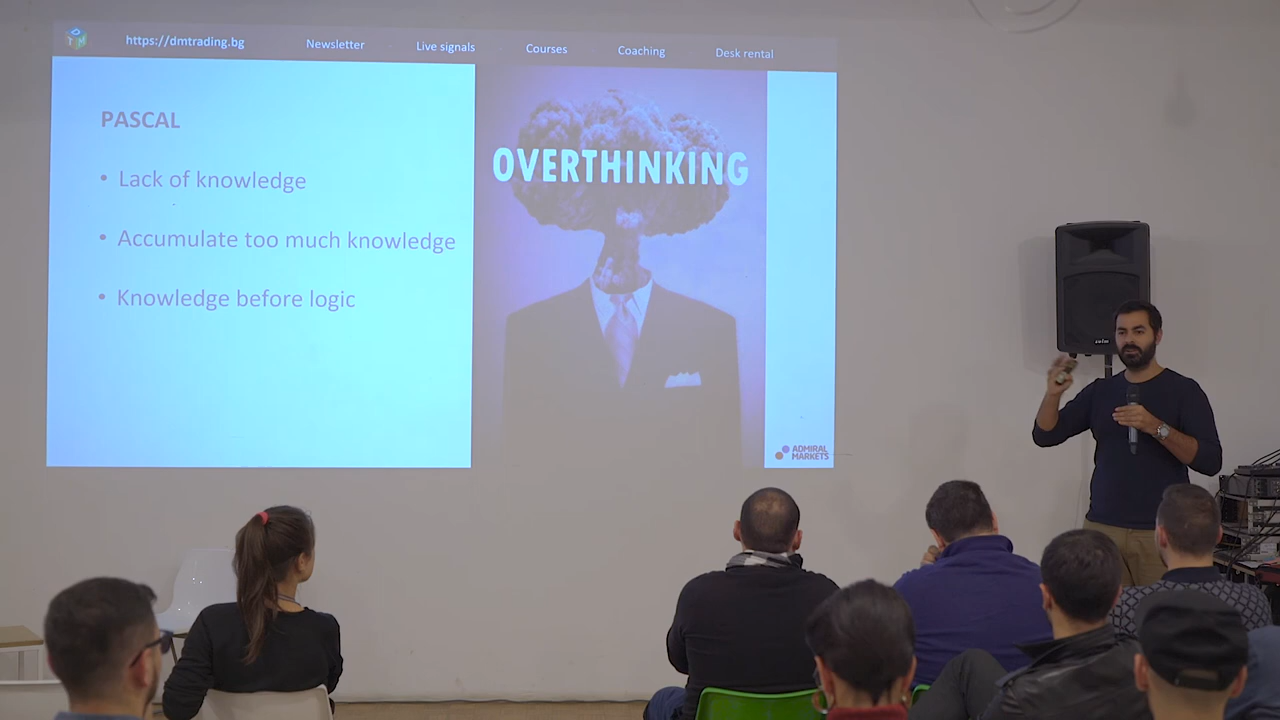 https://dmtrading.bg Newsletter Live signals Courses Coaching Desk rental
PASCAL
• Lack of knowledge
• Accumulate too much knowledge
• Knowledge before logic
OVERTHINKING
ADMIRAL
MARKETS